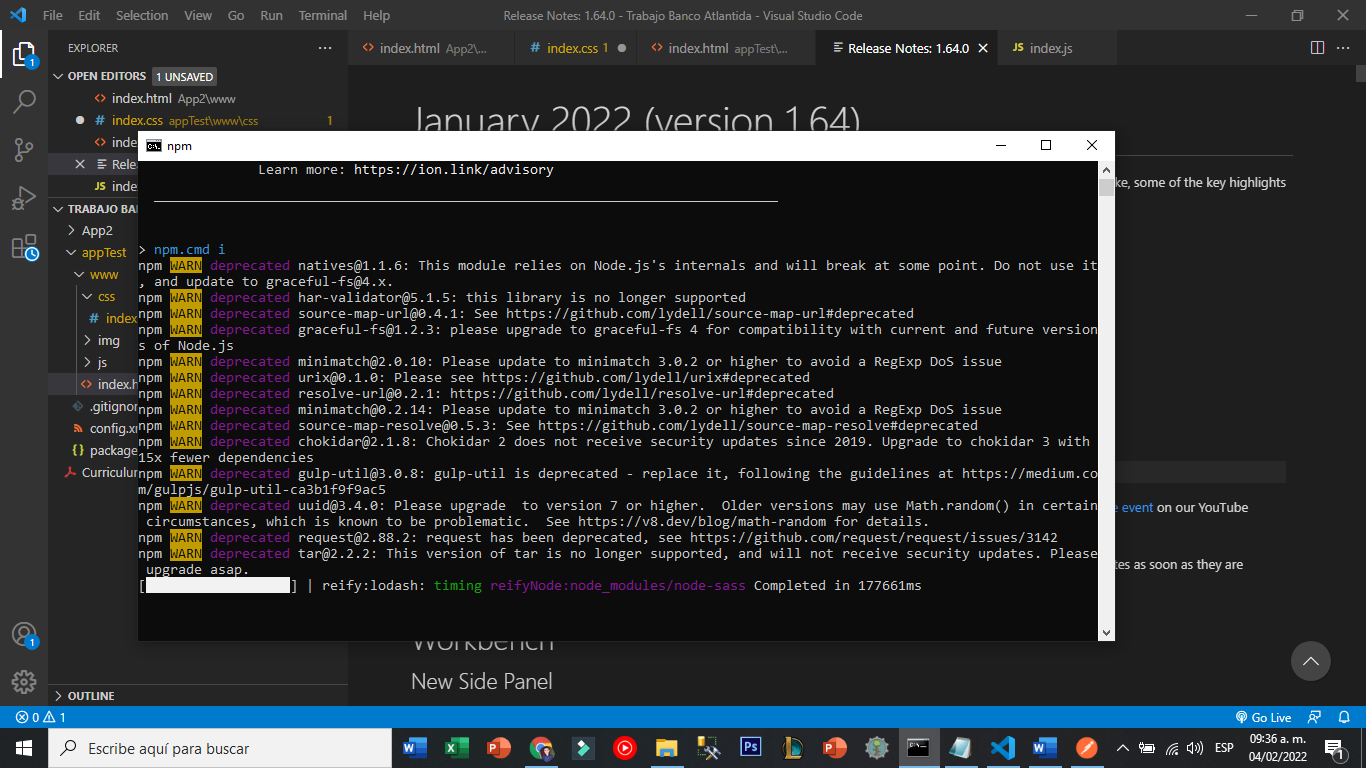 File Edit Selection View Go Run Terminal Help
Release Notes: 1.64.0 - Trabajo Banco Atlantida - Visual Studio Code
EXPLORER
OPEN EDITORS 1 UNSAVED
index.html App2\www
# index.css appTest\www\css 1
inde
Rele
JS inde
TRABAJO BA
App2
appTest
www
css
# index
img
js
index.h
.gitigno
config.x
{} package
Curriculu
OUTLINE
index.html App2\...
# index.css 1
index.html appTest\...
Release Notes: 1.64.0
JS index.js
January 2022 (version 1.64)
ke, some of the key highlights
e event on our YouTube
tes as soon as they are
Workbench
New Side Panel
npm
Learn more: https://ion.link/advisory
> npm.cmd i
npm WARN deprecated natives@1.1.6: This module relies on Node.js's internals and will break at some point. Do not use it
, and update to graceful-fs@4.x.
npm WARN deprecated har-validator@5.1.5: this library is no longer supported
npm WARN deprecated source-map-url@0.4.1: See https://github.com/lydell/source-map-url#deprecated
npm WARN deprecated graceful-fs@1.2.3: please upgrade to graceful-fs 4 for compatibility with current and future version
s of Node.js
npm WARN deprecated minimatch@2.0.10: Please update to minimatch 3.0.2 or higher to avoid a RegExp DoS issue
npm WARN deprecated urix@0.1.0: Please see https://github.com/lydell/urix#deprecated
npm WARN deprecated resolve-url@0.2.1: https://github.com/lydell/resolve-url#deprecated
npm WARN deprecated minimatch@0.2.14: Please update to minimatch 3.0.2 or higher to avoid a RegExp DoS issue
npm WARN deprecated source-map-resolve@0.5.3: See https://github.com/lydell/source-map-resolve#deprecated
npm WARN deprecated chokidar@2.1.8: Chokidar 2 does not receive security updates since 2019. Upgrade to chokidar 3 with
15x fewer dependencies
npm WARN deprecated gulp-util@3.0.8: gulp-util is deprecated - replace it, following the guidelines at https://medium.co
m/gulpjs/gulp-util-ca3b1f9f9ac5
npm WARN deprecated uuid@3.4.0: Please upgrade  to version 7 or higher.  Older versions may use Math.random() in certain
circumstances, which is known to be problematic.  See https://v8.dev/blog/math-random for details.
npm WARN deprecated request@2.88.2: request has been deprecated, see https://github.com/request/request/issues/3142
npm WARN deprecated tar@2.2.2: This version of tar is no longer supported, and will not receive security updates. Please
upgrade asap.
[ ] | reify:lodash: timing reifyNode:node_modules/node-sass Completed in 177661ms
0 1
Go Live
Escribe aquí para buscar
ESP
09:36 a. m.
04/02/2022
1